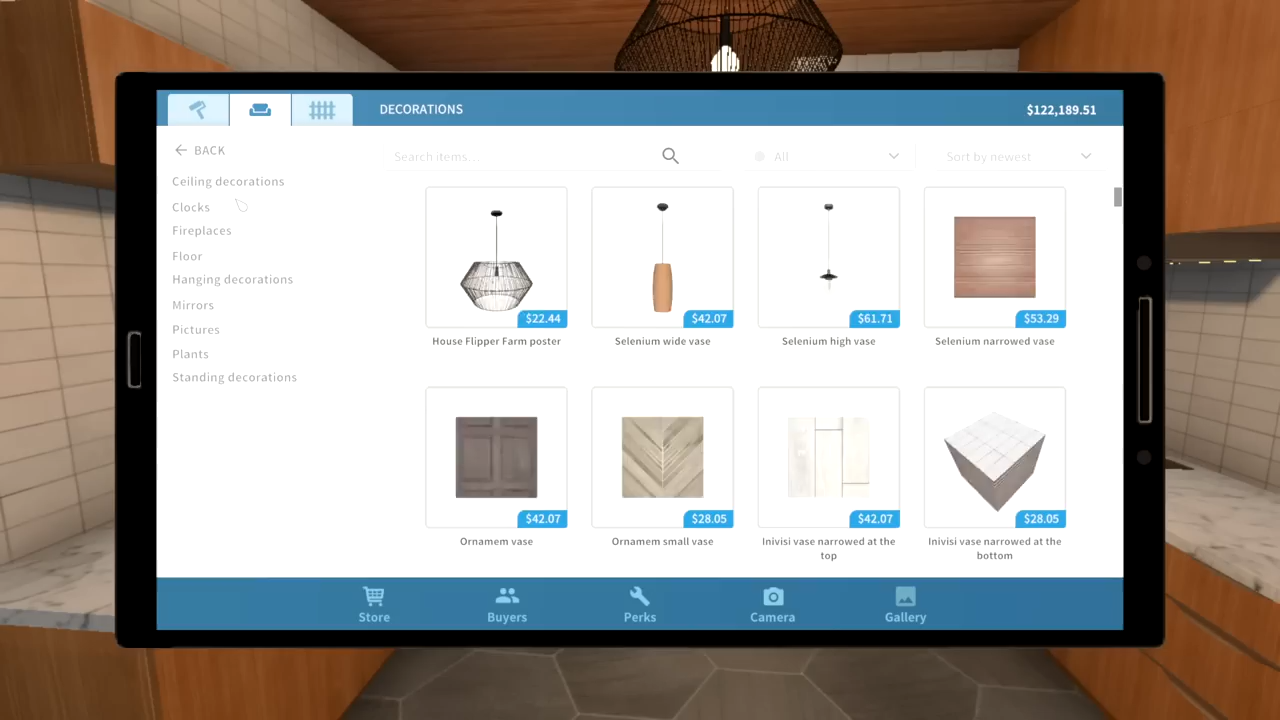 DECORATIONS
$122,189.51
BACK
Search items...
All
Sort by newest
Ceiling decorations
Clocks
Fireplaces
Floor
Hanging decorations
Mirrors
Pictures
Plants
Standing decorations
$22.44
$42.07
$61.71
$53.29
House Flipper Farm poster
Selenium wide vase
Selenium high vase
Selenium narrowed vase
$42.07
$28.05
$42.07
$28.05
Ornamem vase
Ornamem small vase
Inivisi vase narrowed at the
top
Inivisi vase narrowed at the
bottom
Store
Buyers
Perks
Camera
Gallery